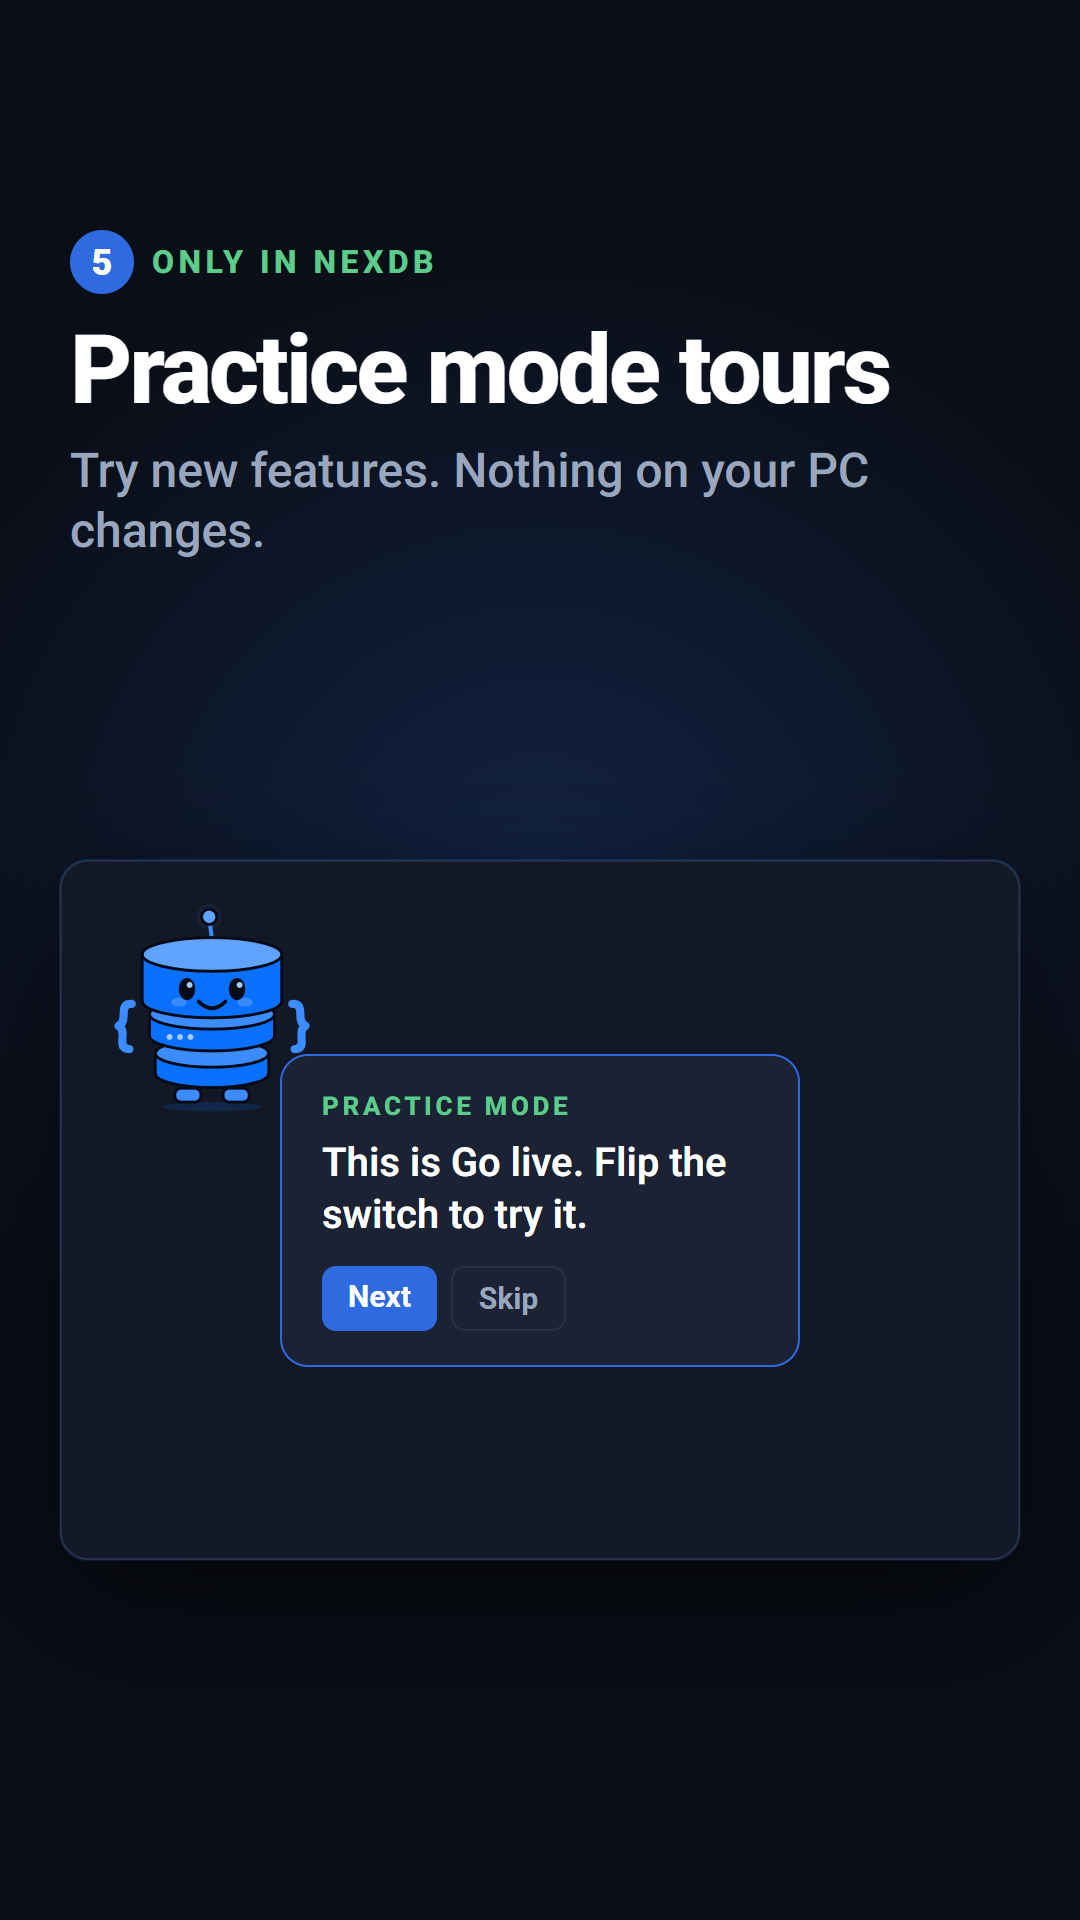 5 ONLY IN NEXDB
Practice mode tours
Try new features. Nothing on your PC
changes.
PRACTICE MODE
This is Go live. Flip the
switch to try it.
Next Skip